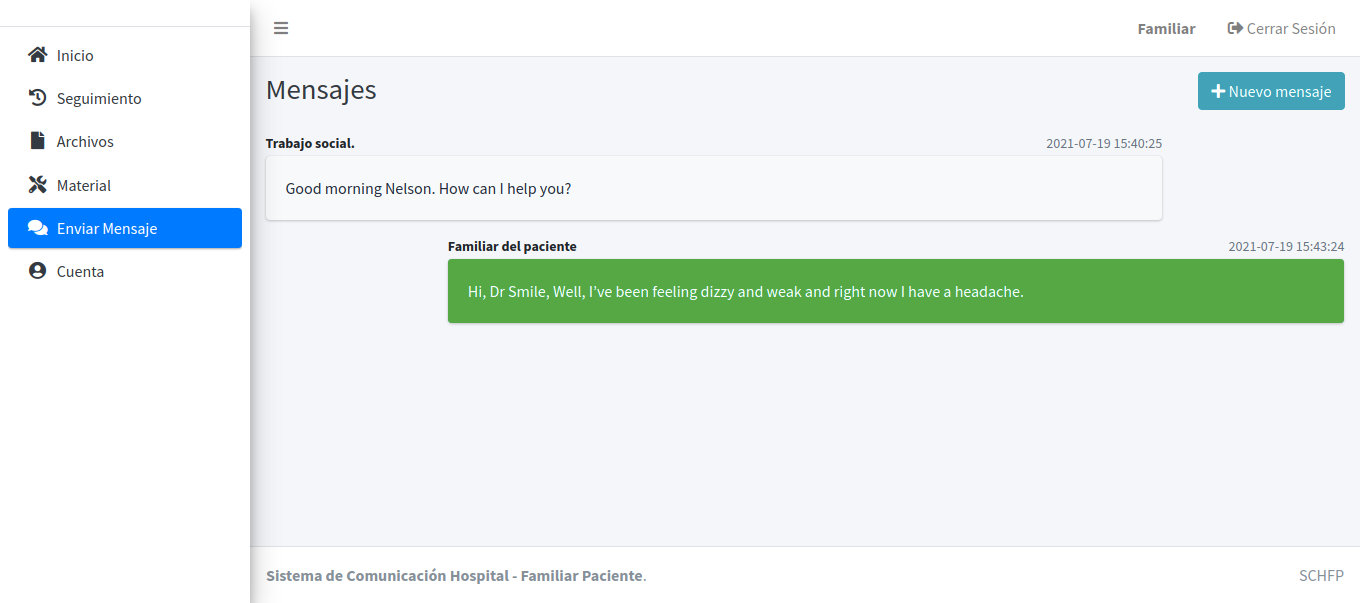 Familiar
Cerrar Sesión
Inicio
Seguimiento
Archivos
Material
Enviar Mensaje
Cuenta
Mensajes
Nuevo mensaje
Trabajo social. 2021-07-19 15:40:25
Good morning Nelson. How can I help you?
Familiar del paciente 2021-07-19 15:43:24
Hi, Dr Smile, Well, I've been feeling dizzy and weak and right now I have a headache.
Sistema de Comunicación Hospital - Familiar Paciente. SCHFP